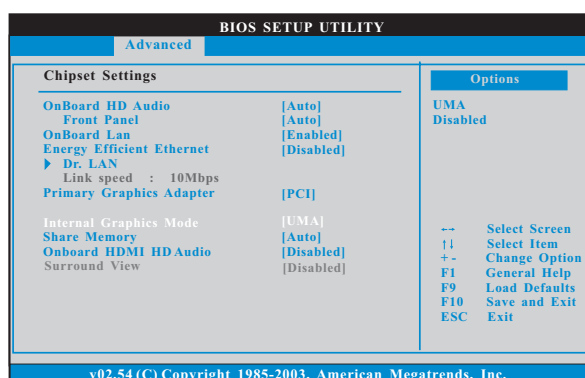 BIOS SETUP UTILITY
Advanced
Chipset Settings
OnBoard HD Audio [Auto]
Front Panel [Auto]
OnBoard Lan [Enabled]
Energy Efficient Ethernet [Disabled]
Dr. LAN
Link speed : 10Mbps
Primary Graphics Adapter [PCI]
Internal Graphics Mode [UMA]
Share Memory [Auto]
Onboard HDMI HD Audio [Disabled]
Surround View [Disabled]
Options
UMA
Disabled
↔ Select Screen
↑↓ Select Item
+ - Change Option
F1 General Help
F9 Load Defaults
F10 Save and Exit
ESC Exit
v02.54 (C) Copyright 1985-2003, American Megatrends, Inc.